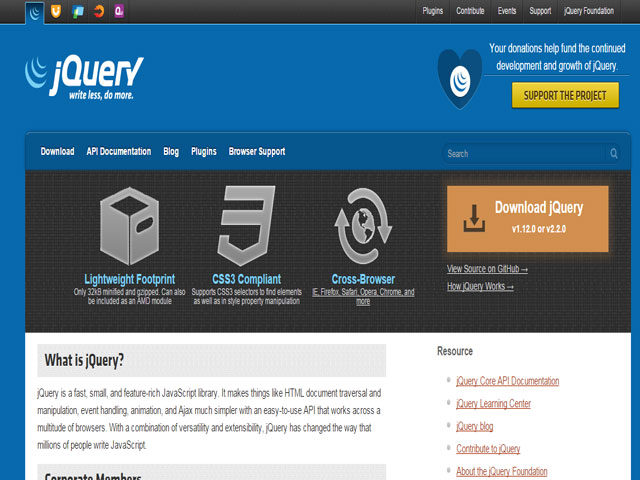 Plugins Contribute Events Support jQuery Foundation
jQuery
write less, do more.
Your donations help fund the continued
development and growth of jQuery.
SUPPORT THE PROJECT
Download API Documentation Blog Plugins Browser Support
Search
Lightweight Footprint
Only 32kB minified and gzipped. Can also
be included as an AMD module
CSS3 Compliant
Supports CSS3 selectors to find elements
as well as in style property manipulation
Cross-Browser
IE, Firefox, Safari, Opera, Chrome, and
more
Download jQuery
v1.12.0 or v2.2.0
View Source on GitHub →
How jQuery Works →
What is jQuery?
jQuery is a fast, small, and feature-rich JavaScript library. It makes things like HTML document traversal and
manipulation, event handling, animation, and Ajax much simpler with an easy-to-use API that works across a
multitude of browsers. With a combination of versatility and extensibility, jQuery has changed the way that
millions of people write JavaScript.
Corporate Members
Resource
jQuery Core API Documentation
jQuery Learning Center
jQuery blog
Contribute to jQuery
About the jQuery Foundation